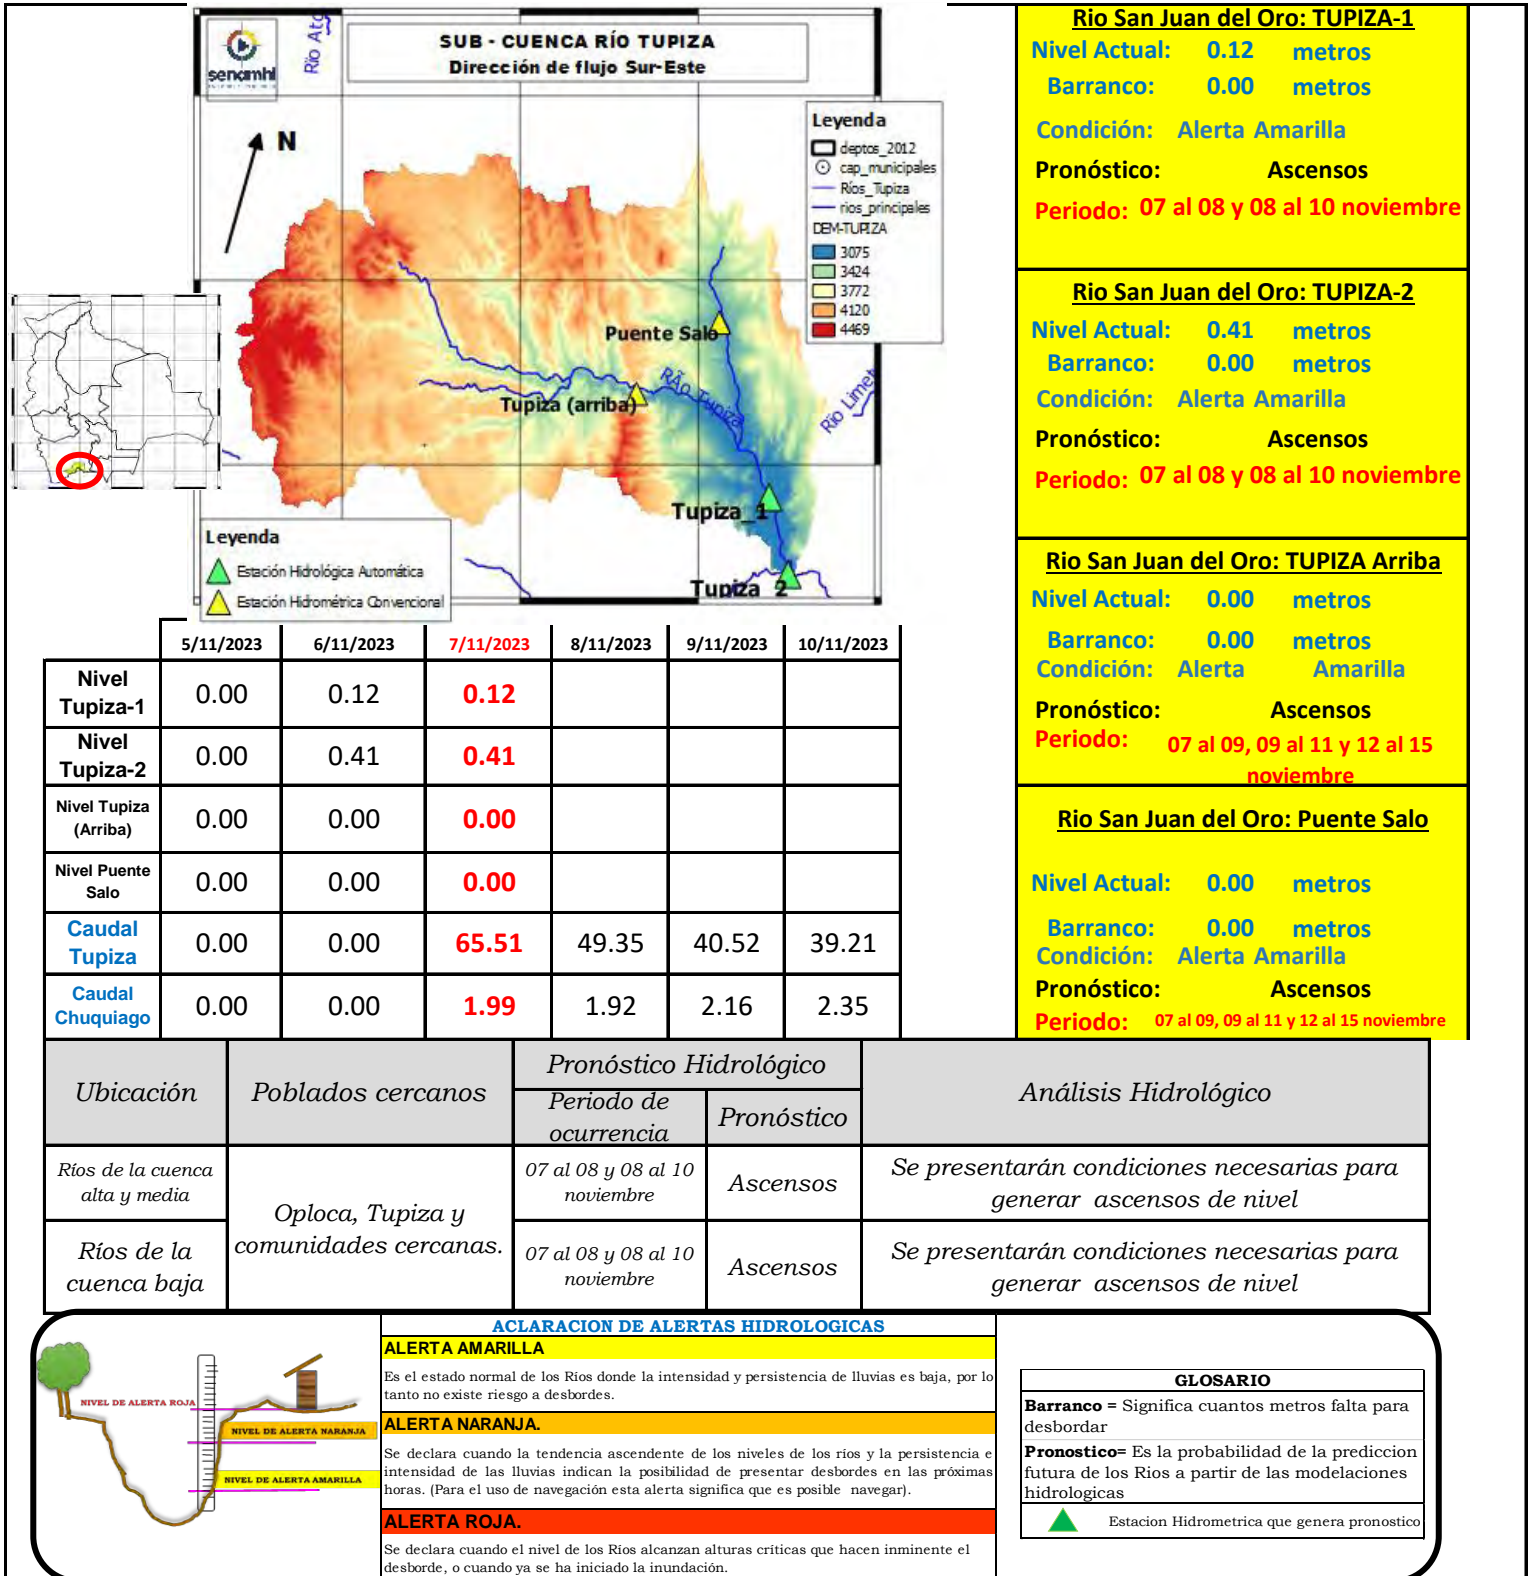 senamhi
Río Ato
SUB - CUENCA RÍO TUPIZA
Dirección de flujo Sur-Este
N
Leyenda
deptos_2012
cap_municipales
Ríos_Tupiza
rios_principales
DEM-TUPIZA
3075
3424
3772
4120
4469
Puente Salo
Tupiza (arriba)
RÃ­o Tupiza
Rio Limet
Tupiza_1
Tupiza_2
Leyenda
Estación Hidrológica Automática
Estación Hidrométrica Convencional
Rio San Juan del Oro: TUPIZA-1
Nivel Actual: 0.12 metros
Barranco: 0.00 metros
Condición: Alerta Amarilla
Pronóstico: Ascensos
Periodo: 07 al 08 y 08 al 10 noviembre
Rio San Juan del Oro: TUPIZA-2
Nivel Actual: 0.41 metros
Barranco: 0.00 metros
Condición: Alerta Amarilla
Pronóstico: Ascensos
Periodo: 07 al 08 y 08 al 10 noviembre
Rio San Juan del Oro: TUPIZA Arriba
Nivel Actual: 0.00 metros
Barranco: 0.00 metros
Condición: Alerta Amarilla
Pronóstico: Ascensos
Periodo: 07 al 09, 09 al 11 y 12 al 15
noviembre
Rio San Juan del Oro: Puente Salo
Nivel Actual: 0.00 metros
Barranco: 0.00 metros
Condición: Alerta Amarilla
Pronóstico: Ascensos
Periodo: 07 al 09, 09 al 11 y 12 al 15 noviembre
5/11/2023 6/11/2023 7/11/2023 8/11/2023 9/11/2023 10/11/2023
Nivel
Tupiza-1
0.00 0.12 0.12
Nivel
Tupiza-2
0.00 0.41 0.41
Nivel Tupiza
(Arriba)
0.00 0.00 0.00
Nivel Puente
Salo
0.00 0.00 0.00
Caudal
Tupiza
0.00 0.00 65.51 49.35 40.52 39.21
Caudal
Chuquiago
0.00 0.00 1.99 1.92 2.16 2.35
Ubicación
Poblados cercanos
Pronóstico Hidrológico
Periodo de
ocurrencia
Pronóstico
Análisis Hidrológico
Ríos de la cuenca
alta y media
Oploca, Tupiza y
comunidades cercanas.
07 al 08 y 08 al 10
noviembre
Ascensos
Se presentarán condiciones necesarias para
generar ascensos de nivel
Ríos de la
cuenca baja
07 al 08 y 08 al 10
noviembre
Ascensos
Se presentarán condiciones necesarias para
generar ascensos de nivel
NIVEL DE ALERTA ROJA
NIVEL DE ALERTA NARANJA
NIVEL DE ALERTA AMARILLA
ACLARACION DE ALERTAS HIDROLOGICAS
ALERTA AMARILLA
Es el estado normal de los Rios donde la intensidad y persistencia de lluvias es baja, por lo
tanto no existe riesgo a desbordes.
ALERTA NARANJA.
Se declara cuando la tendencia ascendente de los niveles de los ríos y la persistencia e
intensidad de las lluvias indican la posibilidad de presentar desbordes en las próximas
horas. (Para el uso de navegación esta alerta significa que es posible navegar).
ALERTA ROJA.
Se declara cuando el nivel de los Rios alcanzan alturas críticas que hacen inminente el
desborde, o cuando ya se ha iniciado la inundación.
GLOSARIO
Barranco = Significa cuantos metros falta para
desbordar
Pronostico= Es la probabilidad de la prediccion
futura de los Rios a partir de las modelaciones
hidrologicas
Estacion Hidrometrica que genera pronostico